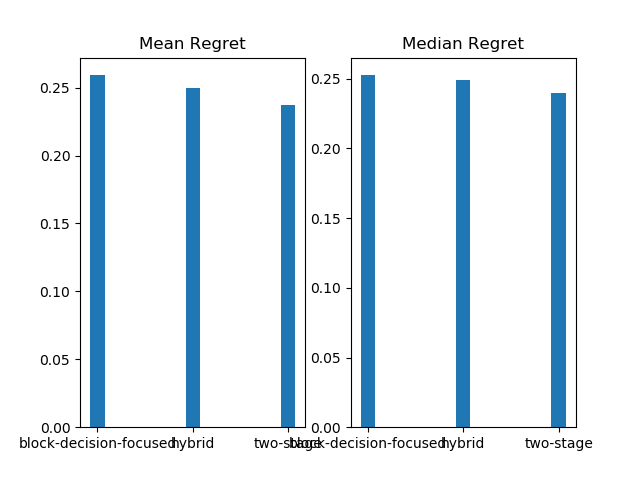 Mean Regret
0.25
0.20
0.15
0.10
0.05
0.00
block-decision-focused
hybrid
two-stage
Median Regret
0.25
0.20
0.15
0.10
0.05
0.00
block-decision-focused
hybrid
two-stage